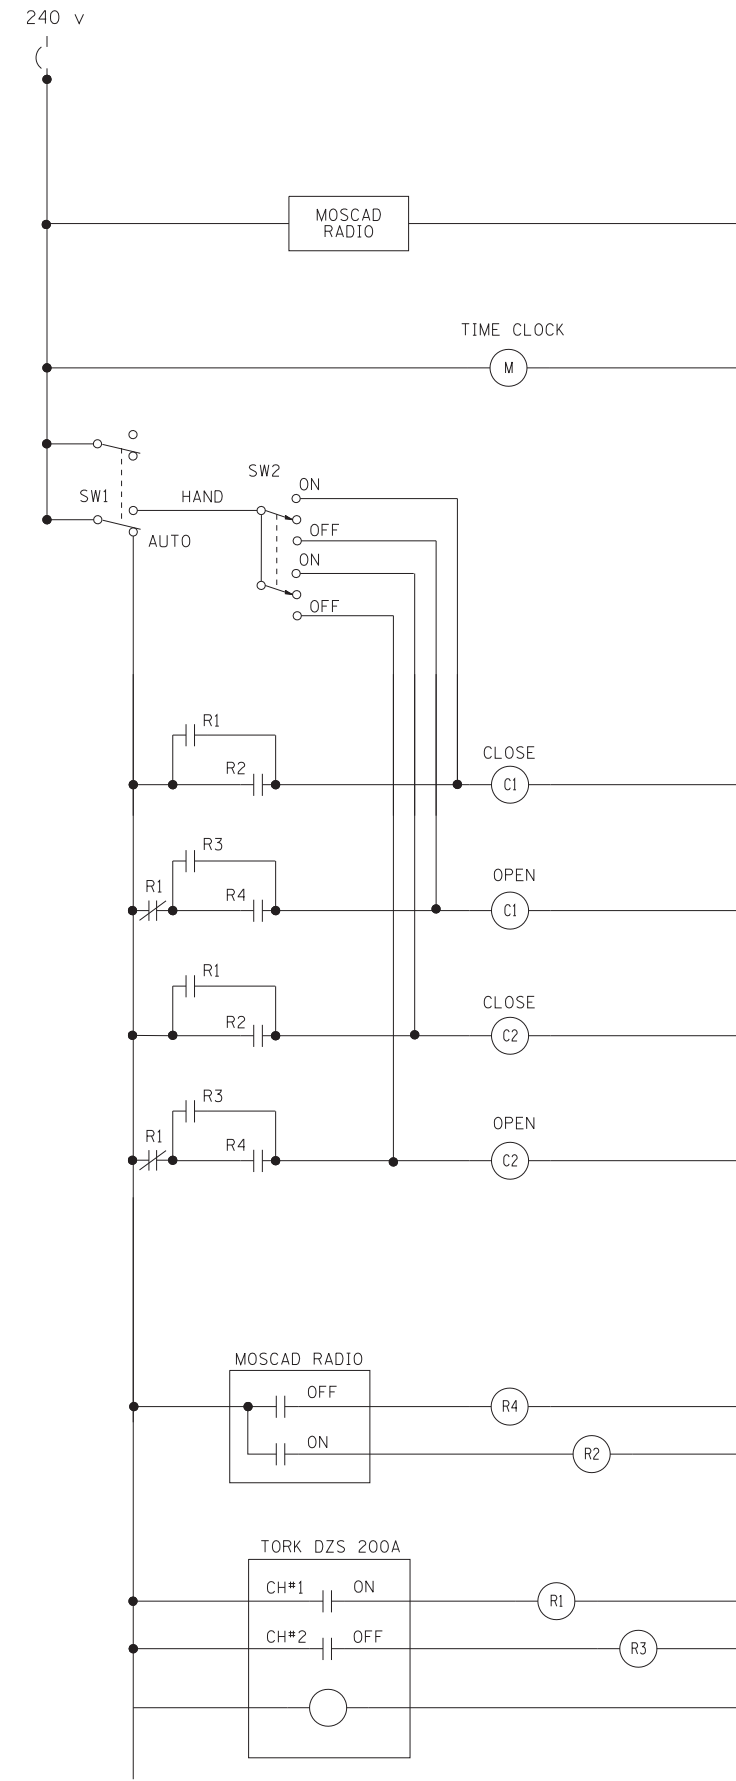 240 v
MOSCAD
RADIO
TIME CLOCK
M
SW2
ON
SW1
HAND
OFF
AUTO
ON
OFF
R1
CLOSE
R2
C1
R3
OPEN
R1
R4
C1
R1
CLOSE
R2
C2
R3
OPEN
R1
R4
C2
MOSCAD RADIO
OFF
R4
ON
R2
TORK DZS 200A
CH#1 ON
R1
CH#2 OFF
R3